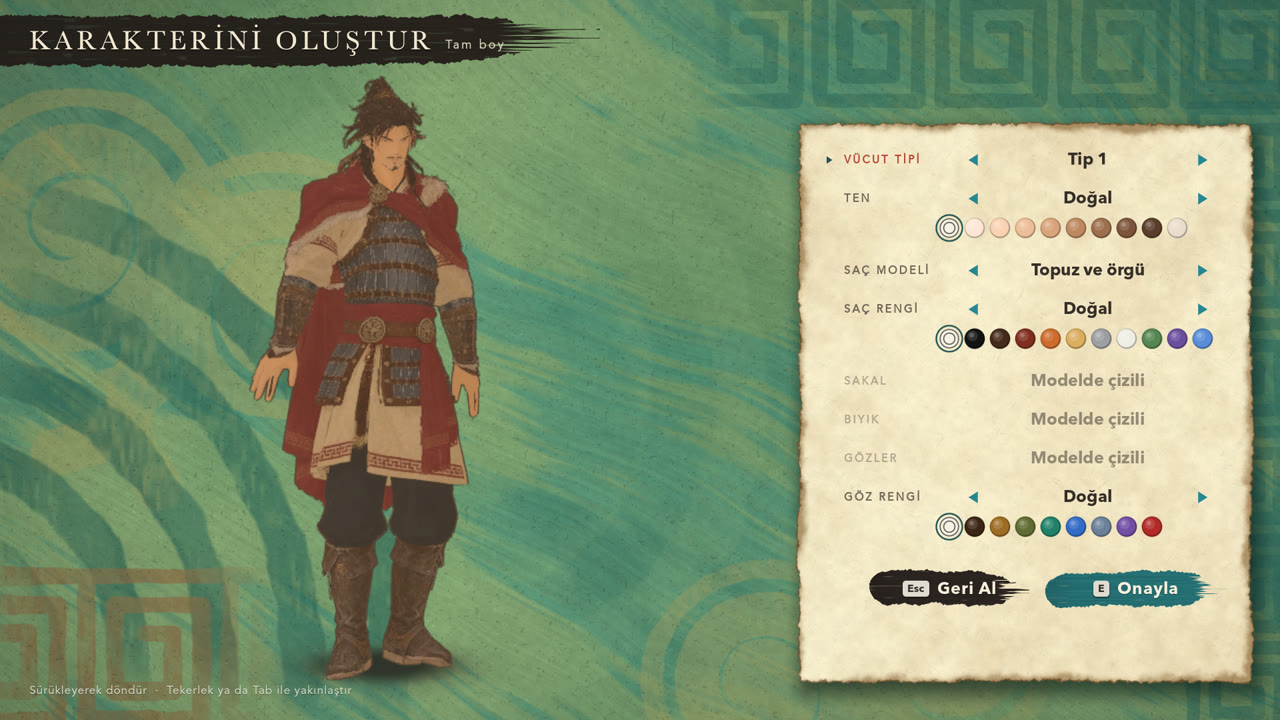 KARAKTERİNİ OLUŞTUR Tam boy
VÜCUT TİPİ Tip 1
TEN Doğal
SAÇ MODELİ Topuz ve örgü
SAÇ RENGİ Doğal
SAKAL Modelde çizili
BIYIK Modelde çizili
GÖZLER Modelde çizili
GÖZ RENGİ Doğal
Esc Geri Al E Onayla
Sürükleyerek döndür - Tekerlek ya da Tab ile yakınlaştır